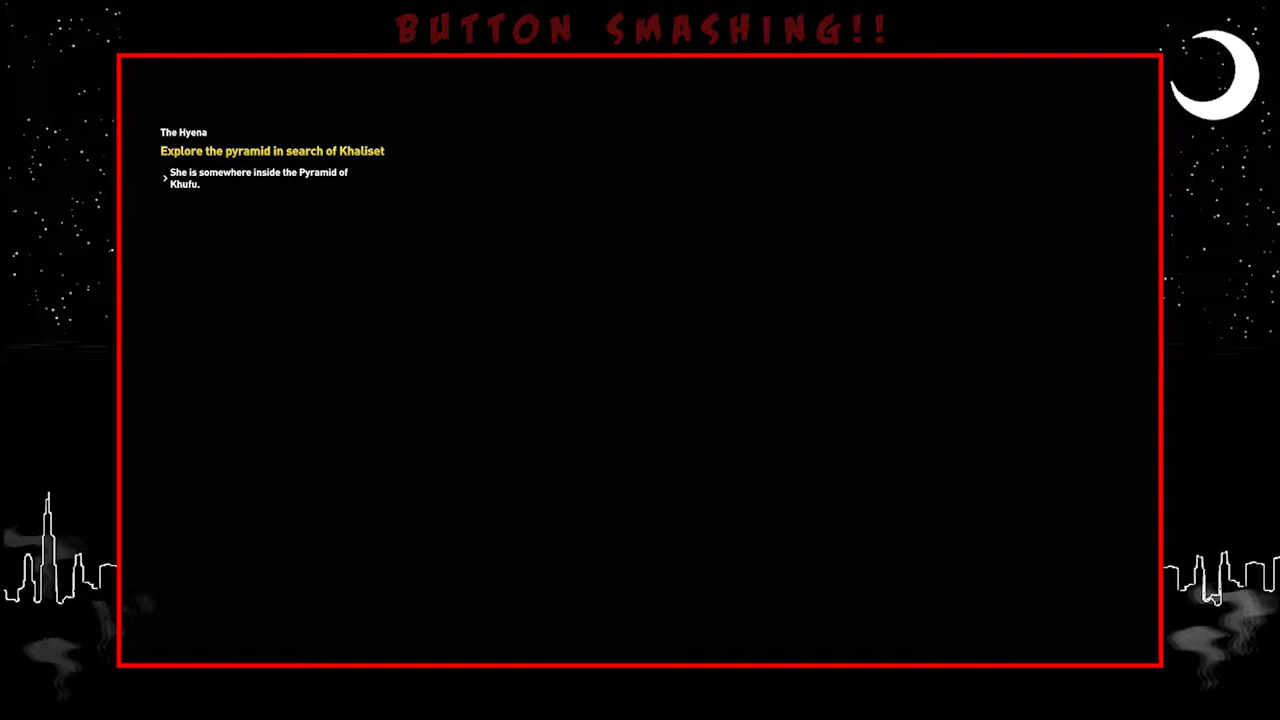 BUTTON SMASHING!!
The Hyena
Explore the pyramid in search of Khaliset
She is somewhere inside the Pyramid of
Khufu.